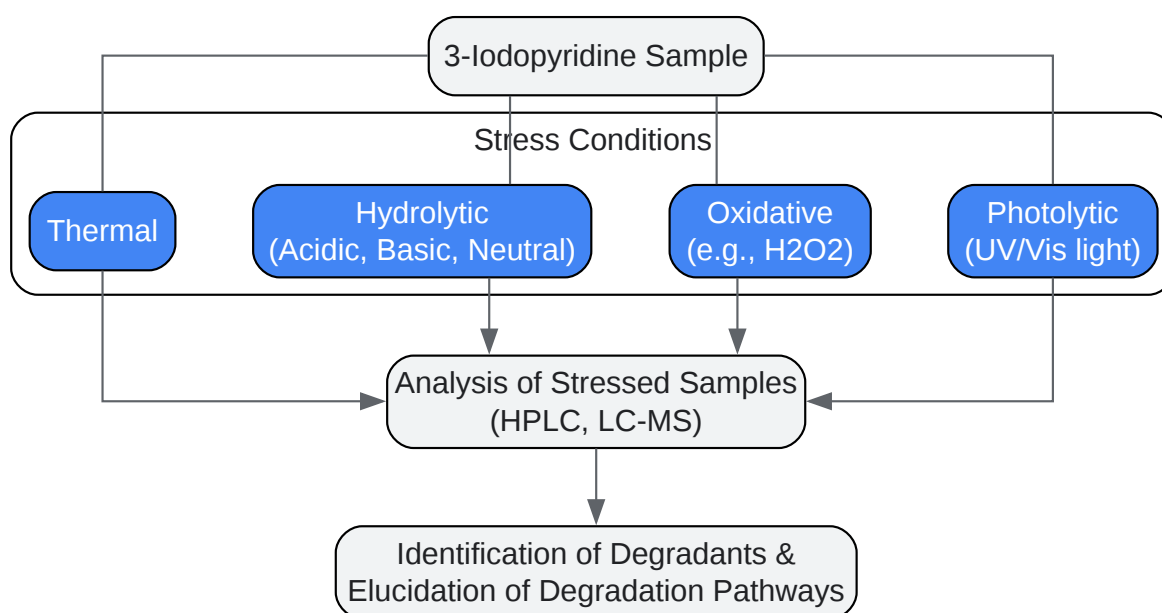 3-Iodopyridine Sample
Stress Conditions
Thermal
Hydrolytic
(Acidic, Basic, Neutral)
Oxidative
(e.g., H2O2)
Photolytic
(UV/Vis light)
Analysis of Stressed Samples
(HPLC, LC-MS)
Identification of Degradants &
Elucidation of Degradation Pathways